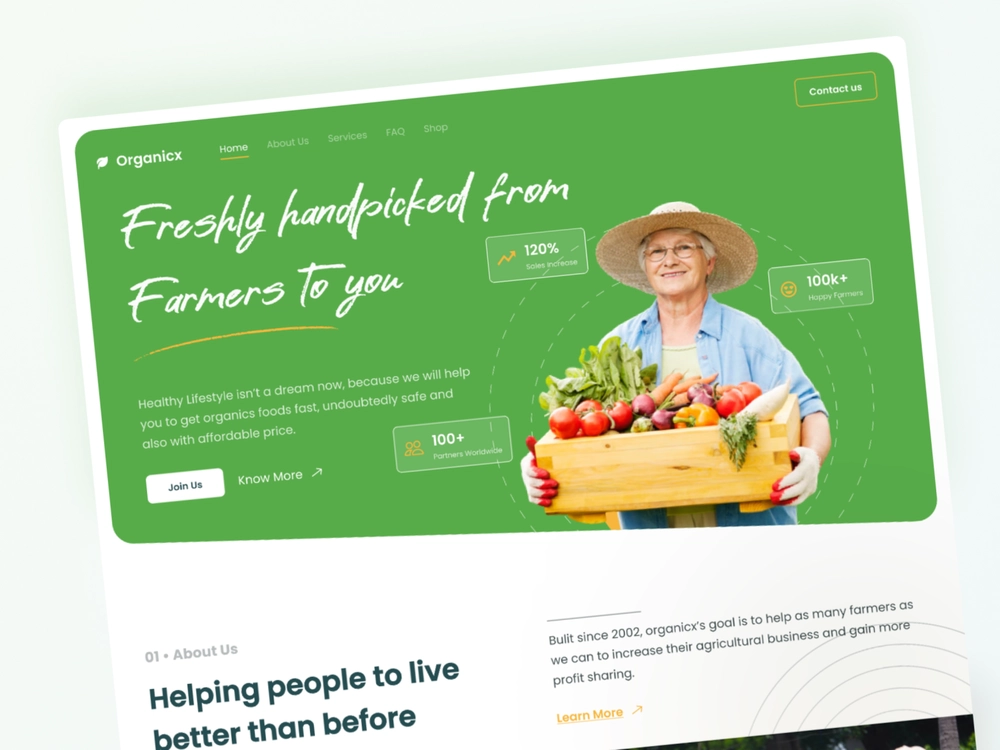 Contact us
Organicx
Home About Us Services FAQ Shop
Freshly handpicked from
Farmers To you
120%
Sales Increase
100k+
Happy Farmers
Healthy Lifestyle isn't a dream now, because we will help
you to get organics foods fast, undoubtedly safe and
also with affordable price.
100+
Partners Worldwide
Join Us
Know More
01 • About Us
Helping people to live
better than before
Bulit since 2002, organicx's goal is to help as many farmers as
we can to increase their agricultural business and gain more
profit sharing.
Learn More